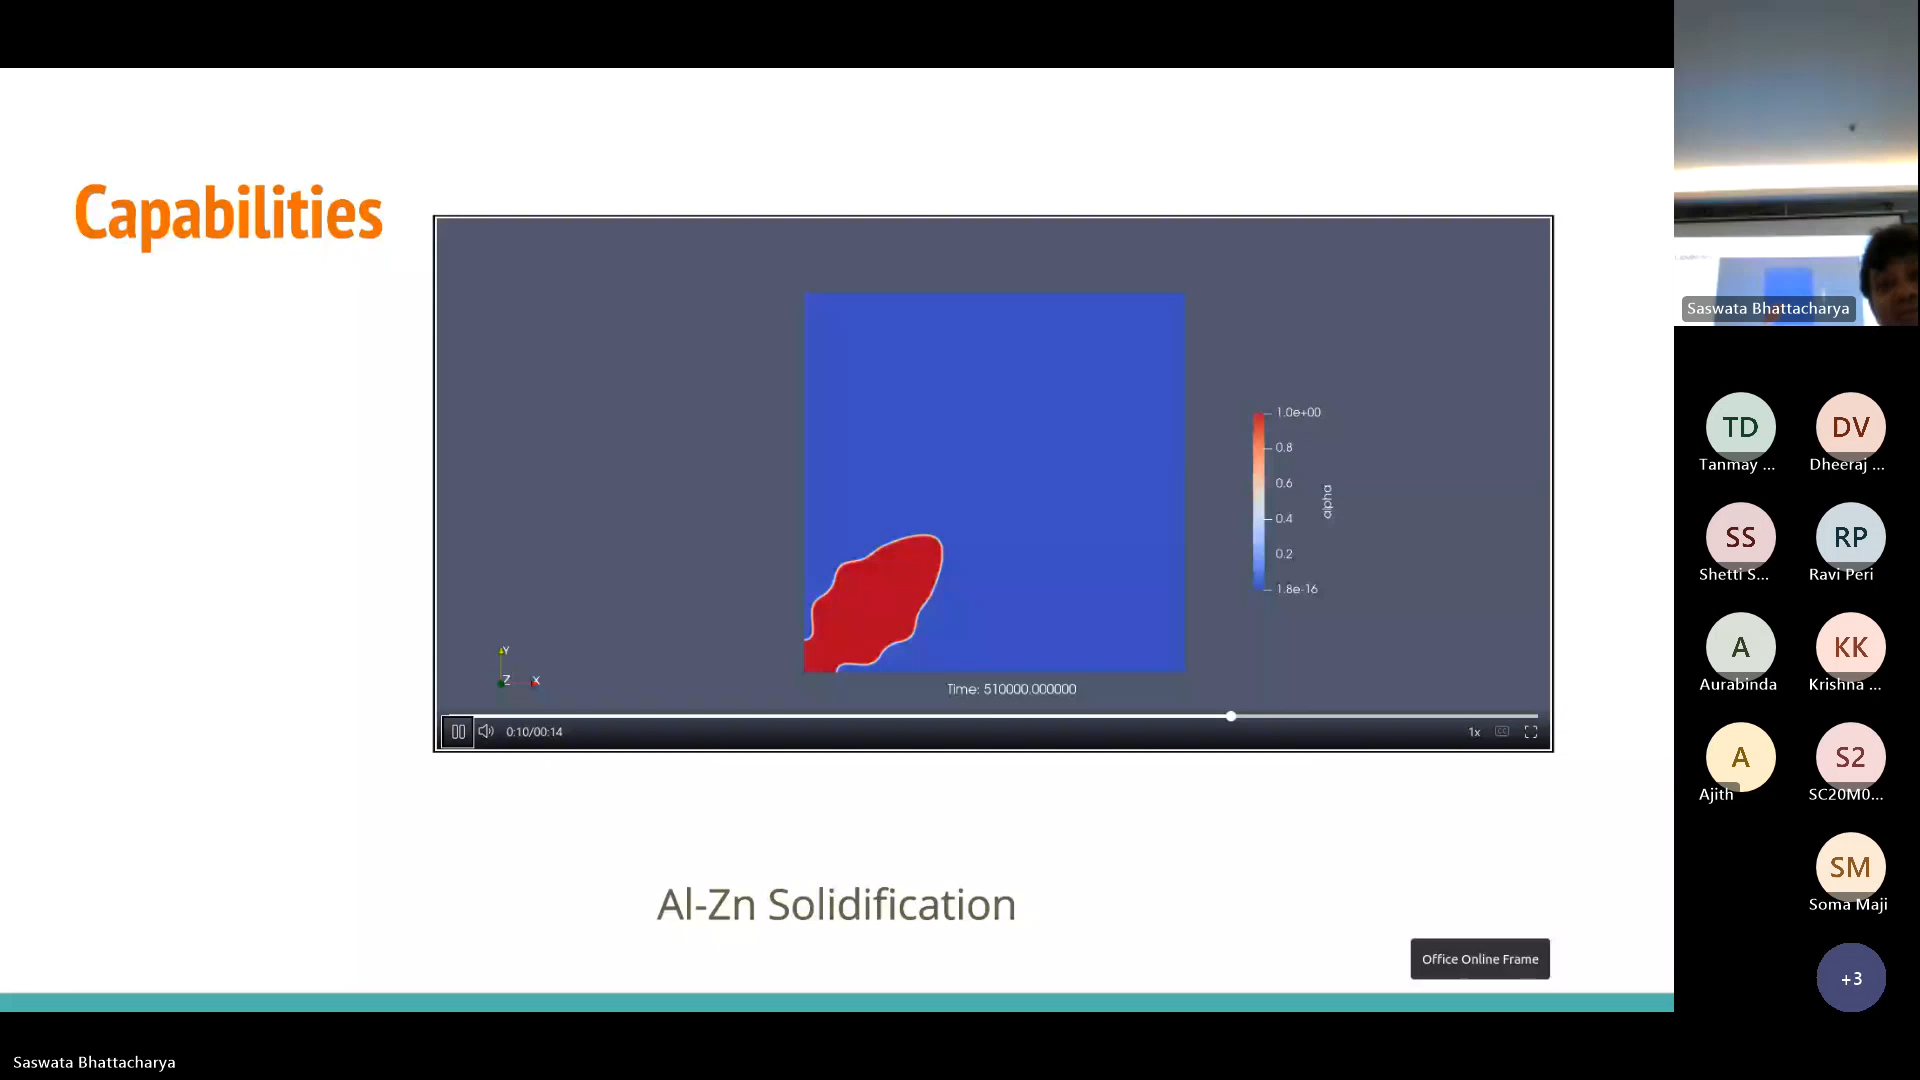 Capabilities
1.0e+00
0.8
0.6
0.4
0.2
1.8e-16
alpha
Y
Z
X
Time: 510000.000000
0:10/00:14
1x
CC
Al-Zn Solidification
Office Online Frame
Saswata Bhattacharya
TD
Tanmay ...
DV
Dheeraj ...
SS
Shetti S...
RP
Ravi Peri
A
Aurabinda
KK
Krishna ...
A
Ajith
S2
SC20M0...
SM
Soma Maji
+3
Saswata Bhattacharya